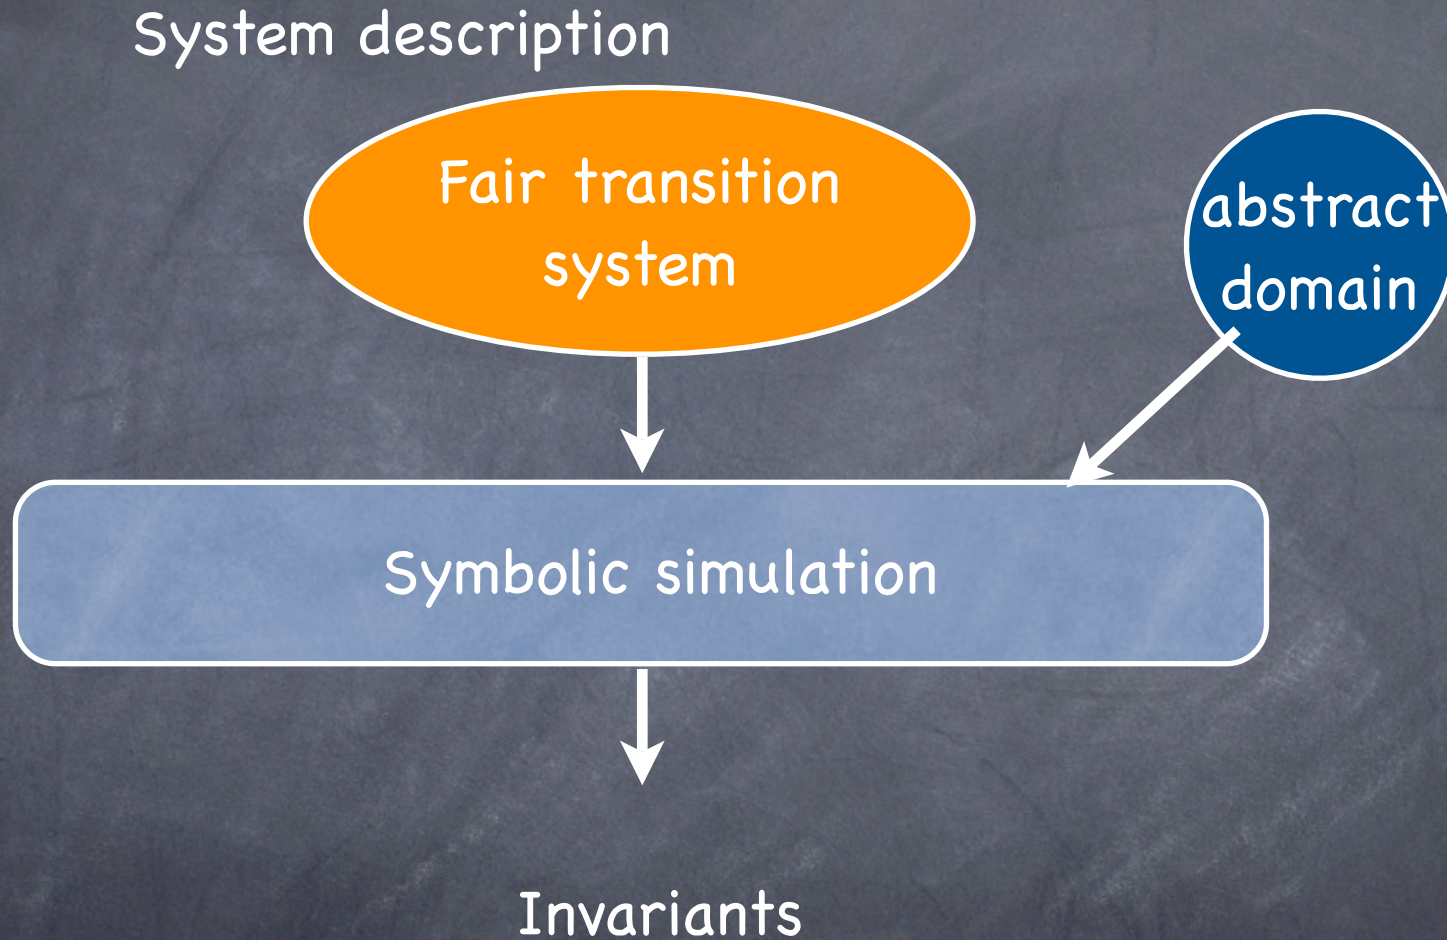 System description
Fair transition
system
abstract
domain
Symbolic simulation
Invariants